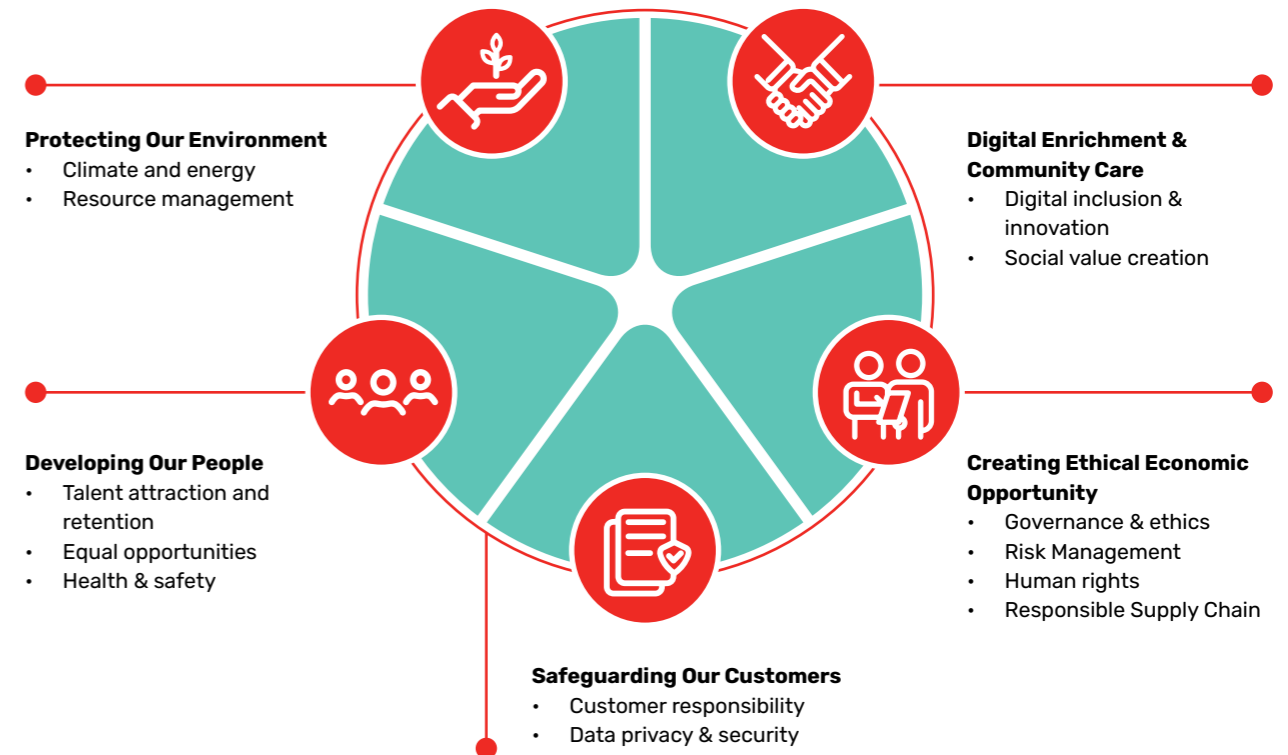 Protecting Our Environment
• Climate and energy
• Resource management
Digital Enrichment &
Community Care
• Digital inclusion &
innovation
• Social value creation
Developing Our People
• Talent attraction and
retention
• Equal opportunities
• Health & safety
Creating Ethical Economic
Opportunity
• Governance & ethics
• Risk Management
• Human rights
• Responsible Supply Chain
Safeguarding Our Customers
• Customer responsibility
• Data privacy & security